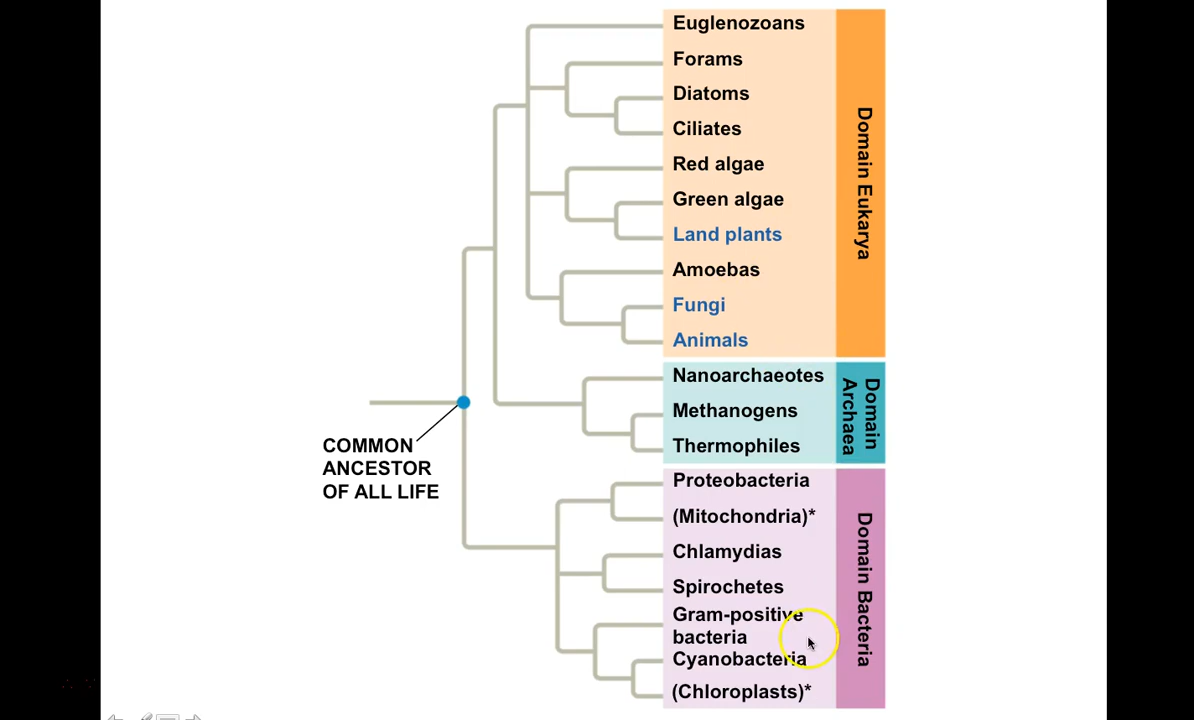 Euglenozoans
Forams
Diatoms
Ciliates
Red algae
Green algae
Land plants
Amoebas
Fungi
Animals
Domain Eukarya
Nanoarchaeotes
Methanogens
Thermophiles
Domain
Archaea
COMMON
ANCESTOR
OF ALL LIFE
Proteobacteria
(Mitochondria)*
Chlamydias
Spirochetes
Gram-positive
bacteria
Cyanobacteria
(Chloroplasts)*
Domain Bacteria